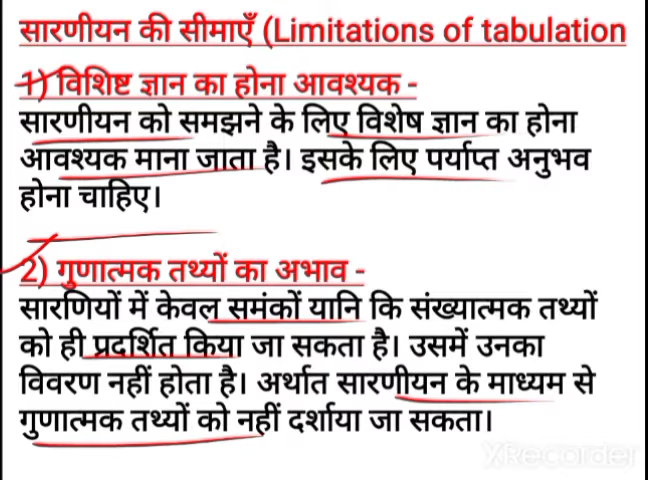 सारणीयन की सीमाएँ (Limitations of tabulation
1) विशिष्ट ज्ञान का होना आवश्यक -
सारणीयन को समझने के लिए विशेष ज्ञान का होना
आवश्यक माना जाता है। इसके लिए पर्याप्त अनुभव
होना चाहिए।
2) गुणात्मक तथ्यों का अभाव -
सारणियों में केवल समंकों यानि कि संख्यात्मक तथ्यों
को ही प्रदर्शित किया जा सकता है। उसमें उनका
विवरण नहीं होता है। अर्थात सारणीयन के माध्यम से
गुणात्मक तथ्यों को नहीं दर्शाया जा सकता।
XRecorder